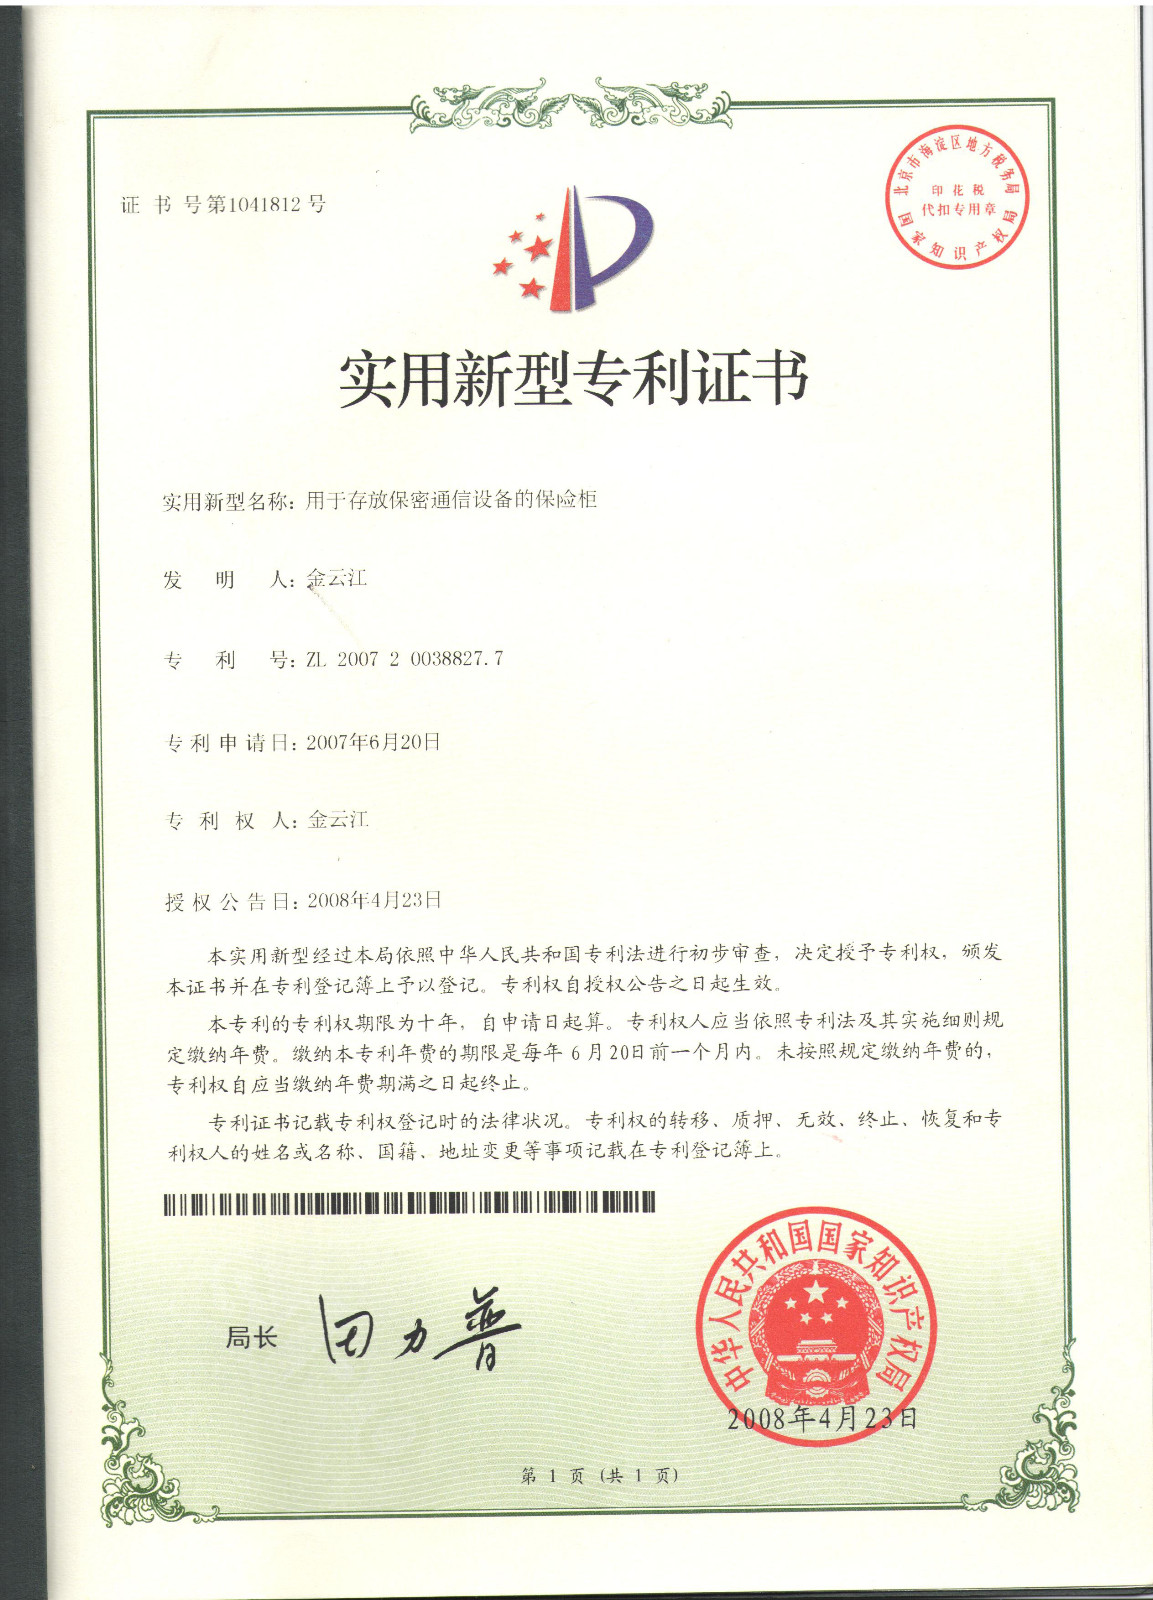 证书号第1041812号
北京市海淀区地方税务局
印花税
代扣专用章
国家知识产权局
实用新型专利证书
实用新型名称：用于存放保密通信设备的保险柜
发明人：金云江
专利号：ZL 2007 2 0038827.7
专利申请日：2007年6月20日
专利权人：金云江
授权公告日：2008年4月23日
本实用新型经过本局依照中华人民共和国专利法进行初步审查，决定授予专利权，颁发
本证书并在专利登记簿上予以登记。专利权自授权公告之日起生效。
本专利的专利权期限为十年，自申请日起算。专利权人应当依照专利法及其实施细则规
定缴纳年费。缴纳本专利年费的期限是每年 6 月20日前一个月内。未按照规定缴纳年费的，
专利权自应当缴纳年费期满之日起终止。
专利证书记载专利权登记时的法律状况。专利权的转移、质押、无效、终止、恢复和专
利权人的姓名或名称、国籍、地址变更等事项记载在专利登记簿上。
局长 田力普
中华人民共和国国家知识产权局
2008年4月23日
第 1 页 (共 1 页)